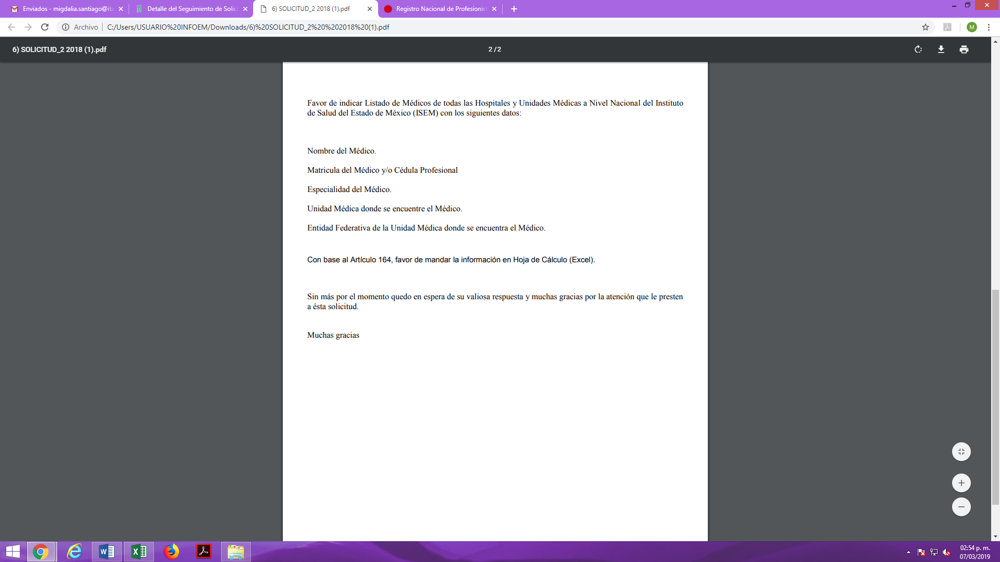 Enviados - migdalia.santiago@it
Detalle del Seguimiento de Solici
6) SOLICITUD_2 2018 (1).pdf
Registro Nacional de Profesionist
Archivo
C:/Users/USUARIO%20INFOEM/Downloads/6)%20SOLICITUD_2%20%202018%20(1).pdf
M
6) SOLICITUD_2 2018 (1).pdf
2 / 2
Favor de indicar Listado de Médicos de todas las Hospitales y Unidades Médicas a Nivel Nacional del Instituto
de Salud del Estado de México (ISEM) con los siguientes datos:
Nombre del Médico.
Matricula del Médico y/o Cédula Profesional
Especialidad del Médico.
Unidad Médica donde se encuentre el Médico.
Entidad Federativa de la Unidad Médica donde se encuentra el Médico.
Con base al Artículo 164, favor de mandar la información en Hoja de Cálculo (Excel).
Sin más por el momento quedo en espera de su valiosa respuesta y muchas gracias por la atención que le presten
a ésta solicitud.
Muchas gracias
02:54 p. m.
07/03/2019